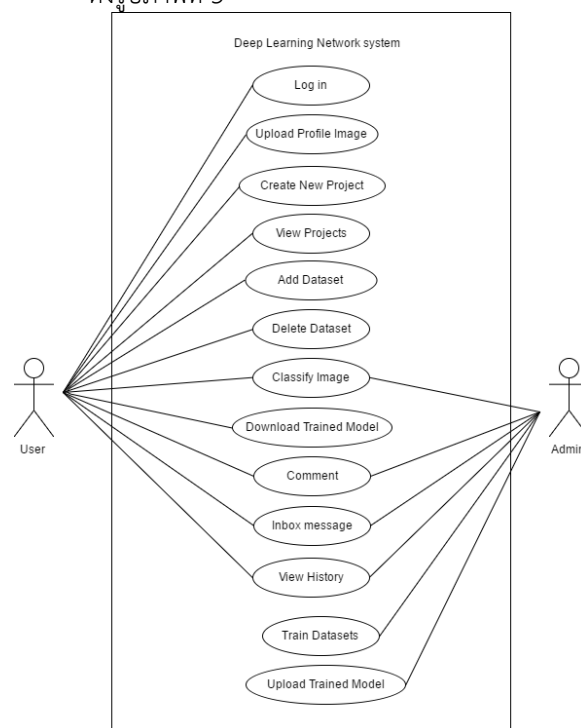 Deep Learning Network system
Log in
Upload Profile Image
Create New Project
View Projects
Add Dataset
Delete Dataset
Classify Image
Download Trained Model
User
Admin
Comment
Inbox message
View History
Train Datasets
Upload Trained Model